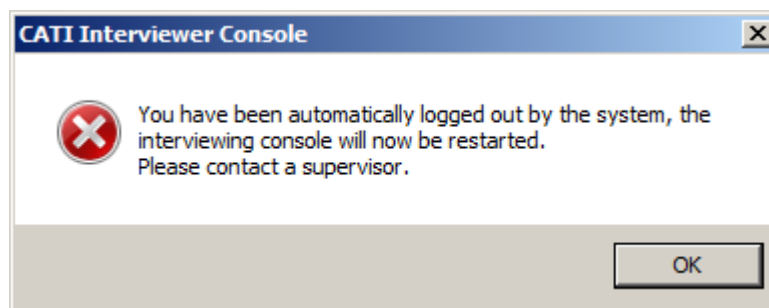 CATI Interviewer Console
You have been automatically logged out by the system, the
interviewing console will now be restarted.
Please contact a supervisor.
OK